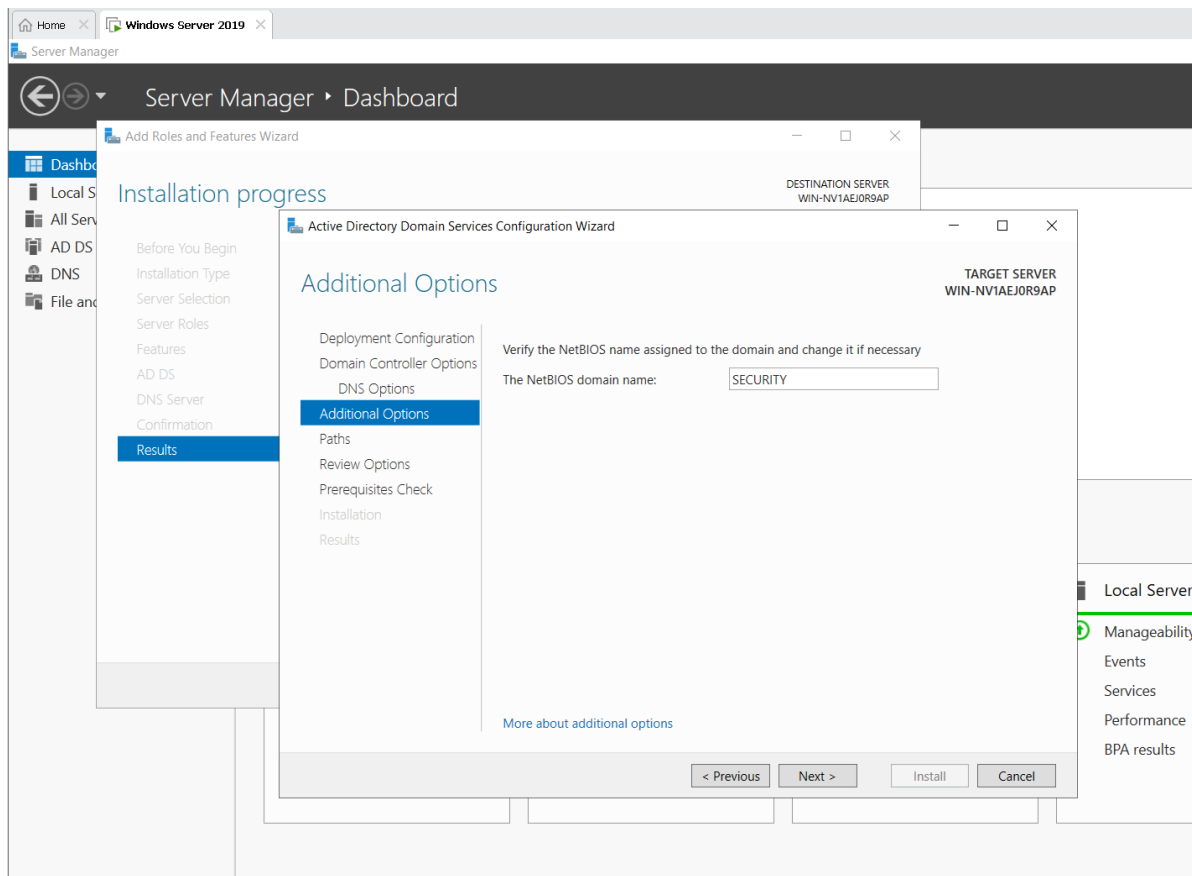 Home
Windows Server 2019
Server Manager
Server Manager • Dashboard
Add Roles and Features Wizard
Installation progress
DESTINATION SERVER
WIN-NV1AEJ0R9AP
Before You Begin
Installation Type
Server Selection
Server Roles
Features
AD DS
DNS Server
Confirmation
Results
Dashbo
Local S
All Serv
AD DS
DNS
File and
Active Directory Domain Services Configuration Wizard
Additional Options
TARGET SERVER
WIN-NV1AEJ0R9AP
Deployment Configuration
Domain Controller Options
DNS Options
Additional Options
Paths
Review Options
Prerequisites Check
Installation
Results
Verify the NetBIOS name assigned to the domain and change it if necessary
The NetBIOS domain name: SECURITY
More about additional options
< Previous Next > Install Cancel
Local Server
Manageability
Events
Services
Performance
BPA results